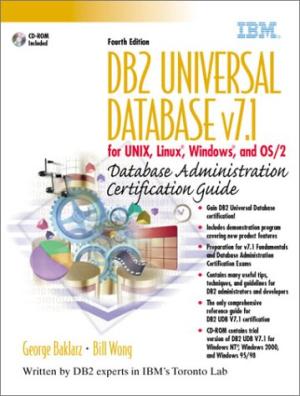 CD-ROM
Included
Fourth Edition
IBM
DB2 UNIVERSAL
DATABASE v7.1
for UNIX, Linux®, Windows®, and OS/2
Database Administration
Certification Guide
• Gain DB2 Universal Database
certification!
• Includes demonstration program
covering new product features
• Preparation for v7.1 Fundamentals
and Database Administration
Certification Exams
• Contains many useful tips,
techniques, and guidelines for
DB2 administrators and developers
• The only comprehensive
reference guide for
DB2 UDB V7.1 certification
• CD-ROM contains trial
version of DB2 UDB V7.1 for
Windows NT®, Windows 2000,
and Windows 95/98
George Baklarz • Bill Wong
Written by DB2 experts in IBM's Toronto Lab